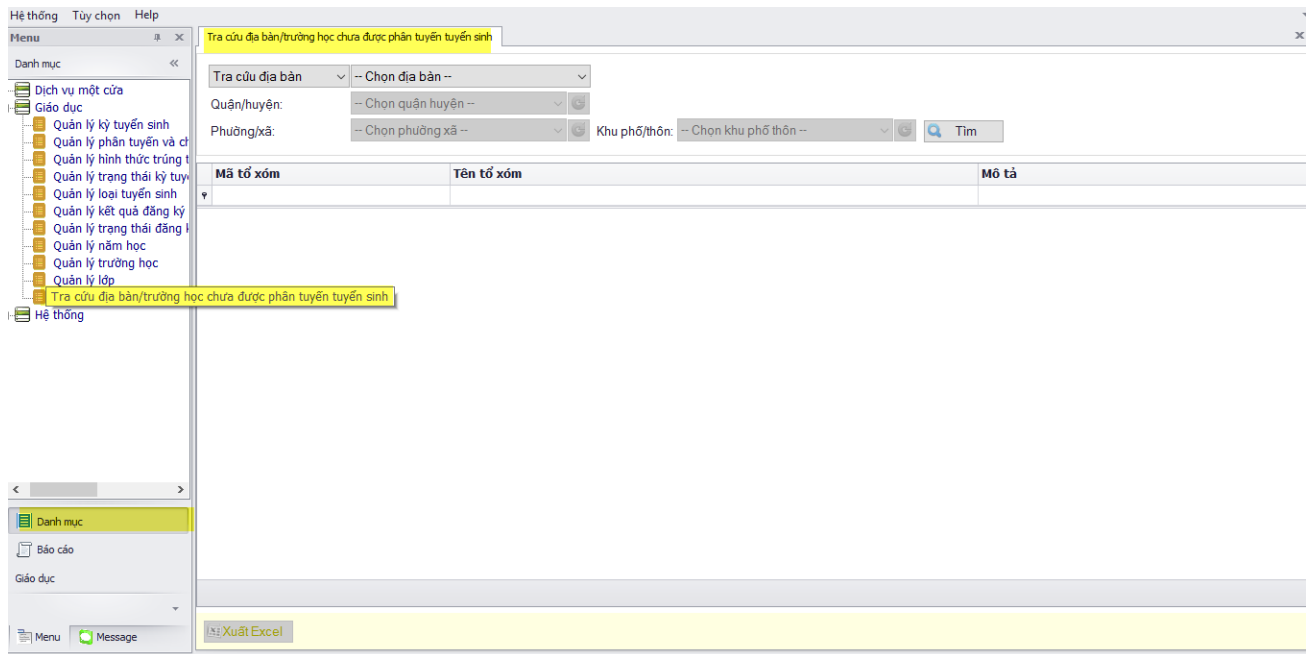 Hệ thống Tùy chọn Help
Menu
Danh mục
Dịch vụ một cửa
Giáo dục
Quản lý kỳ tuyển sinh
Quản lý phân tuyến và ch
Quản lý hình thức trúng t
Quản lý trạng thái kỳ tuy
Quản lý loại tuyển sinh
Quản lý kết quả đăng ký
Quản lý trạng thái đăng k
Quản lý năm học
Quản lý trường học
Quản lý lớp
Tra cứu địa bàn/trường học chưa được phân tuyến tuyển sinh
Hệ thống
Danh mục
Báo cáo
Giáo dục
Menu Message
Tra cứu địa bàn/trường học chưa được phân tuyến tuyển sinh
Tra cứu địa bàn -- Chọn địa bàn --
Quận/huyện: -- Chọn quận huyện --
Phường/xã: -- Chọn phường xã -- Khu phố/thôn: -- Chọn khu phố thôn -- Tìm
Mã tổ xóm Tên tổ xóm Mô tả
Xuất Excel